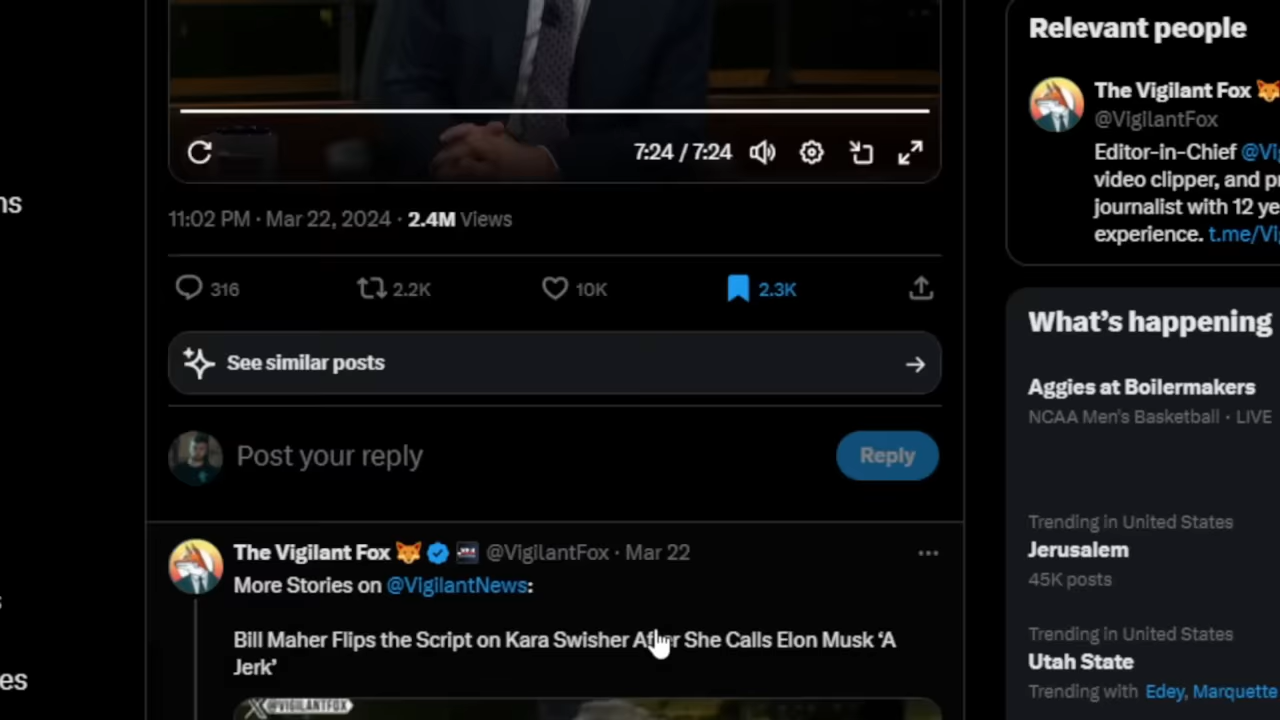 7:24 / 7:24
11:02 PM · Mar 22, 2024 · 2.4M Views
316 2.2K 10K 2.3K
See similar posts
Post your reply
Reply
The Vigilant Fox @VigilantFox · Mar 22
More Stories on @VigilantNews:
Bill Maher Flips the Script on Kara Swisher After She Calls Elon Musk ‘A
Jerk’
@VIGILANTFOX
Relevant people
The Vigilant Fox
@VigilantFox
Editor-in-Chief
video clipper, and
journalist with 12
experience.
What’s happening
Aggies at Boilermakers
NCAA Men's Basketball · LIVE
Trending in United States
Jerusalem
45K posts
Trending in United States
Utah State
Trending with Edey, Marquette